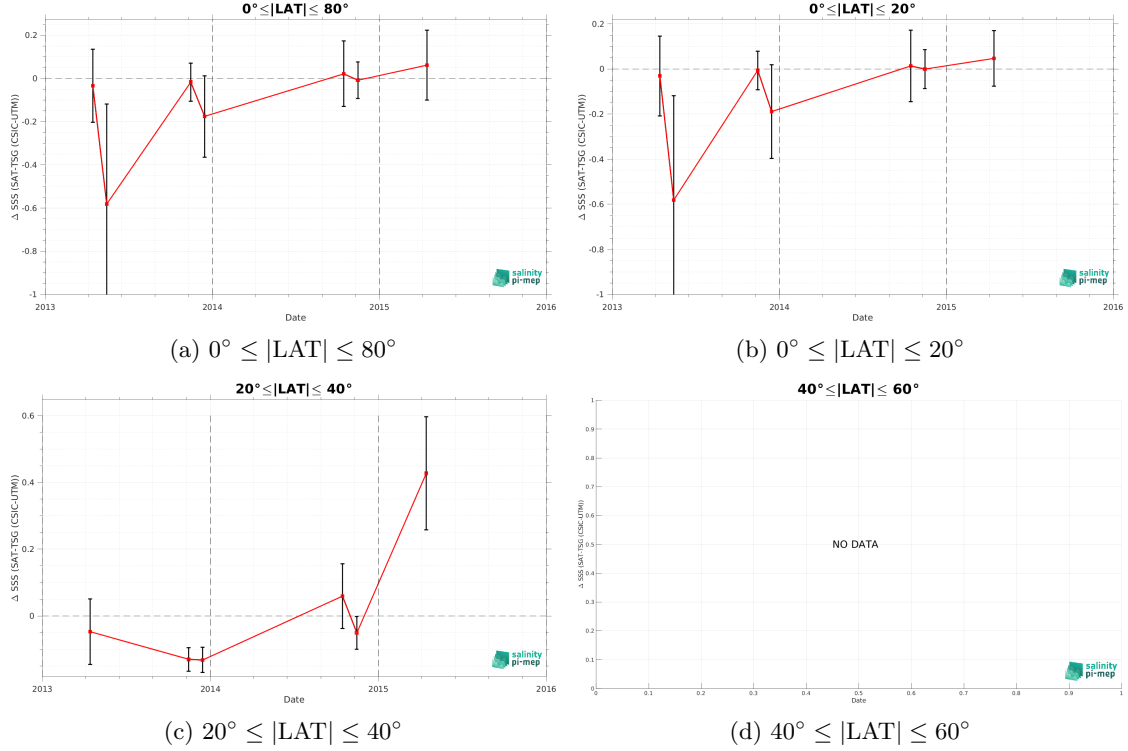 0°≤|LAT|≤ 80°
Δ SSS (SAT-TSG (CSIC-UTM))
0.2
0
-0.2
-0.4
-0.6
-0.8
-1
2013
2014
2015
2016
Date
salinity
pi-mep
(a) 0° ≤ |LAT| ≤ 80°
0°≤|LAT|≤ 20°
Δ SSS (SAT-TSG (CSIC-UTM))
0.2
0
-0.2
-0.4
-0.6
-0.8
-1
2013
2014
2015
2016
Date
salinity
pi-mep
(b) 0° ≤ |LAT| ≤ 20°
20°≤|LAT|≤ 40°
Δ SSS (SAT-TSG (CSIC-UTM))
0.6
0.4
0.2
0
2013
2014
2015
2016
Date
salinity
pi-mep
(c) 20° ≤ |LAT| ≤ 40°
40°≤|LAT|≤ 60°
Δ SSS (SAT-TSG (CSIC-UTM))
1
0.9
0.8
0.7
0.6
0.5
0.4
0.3
0.2
0.1
0
NO DATA
0
0.1
0.2
0.3
0.4
0.5
0.6
0.7
0.8
0.9
1
Date
salinity
pi-mep
(d) 40° ≤ |LAT| ≤ 60°